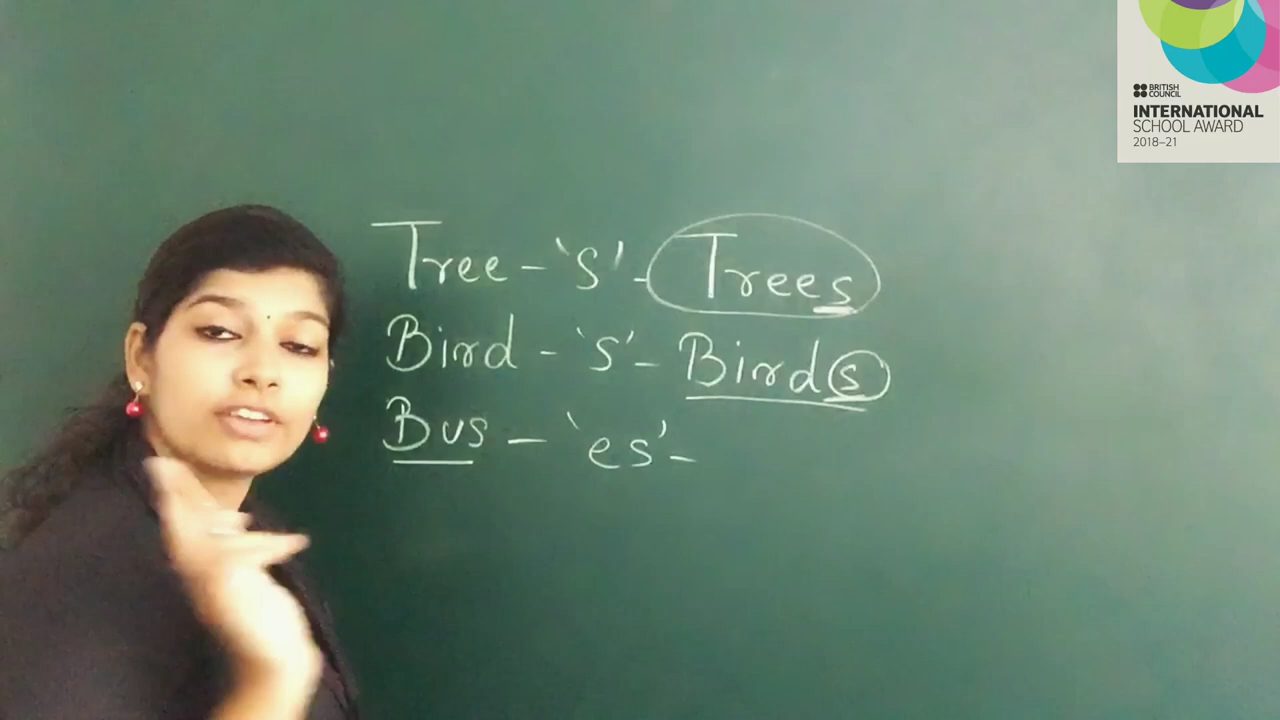 Tree - 's' - Trees
Bird - 's' - Birds
Bus - 'es' -
BRITISH
COUNCIL
INTERNATIONAL
SCHOOL AWARD
2018–21